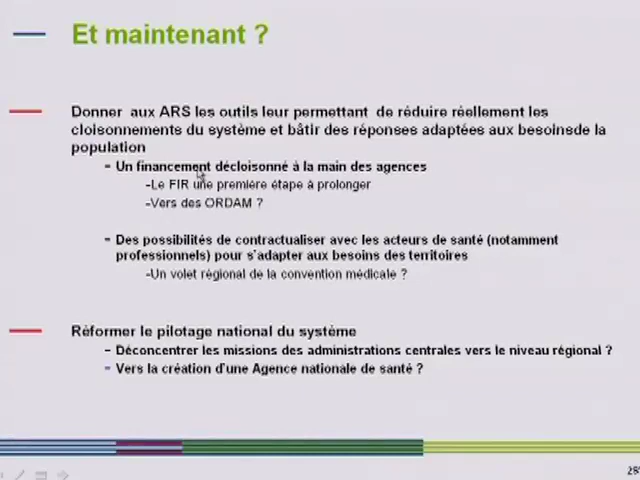 Et maintenant ?
Donner aux ARS les outils leur permettant de réduire réellement les
cloisonnements du système et bâtir des réponses adaptées aux besoinsde la
population
- Un financement décloisonné à la main des agences
-Le FIR une première étape à prolonger
-Vers des ORDAM ?
- Des possibilités de contractualiser avec les acteurs de santé (notamment
professionnels) pour s'adapter aux besoins des territoires
-Un volet régional de la convention médicale ?
Réformer le pilotage national du système
- Déconcentrer les missions des administrations centrales vers le niveau régional ?
- Vers la création d'une Agence nationale de santé ?